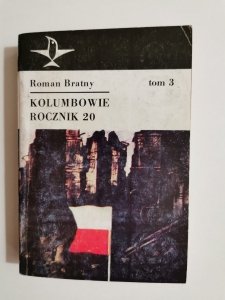 Roman Bratny tom 3
KOLUMBOWIE
ROCZNIK 20